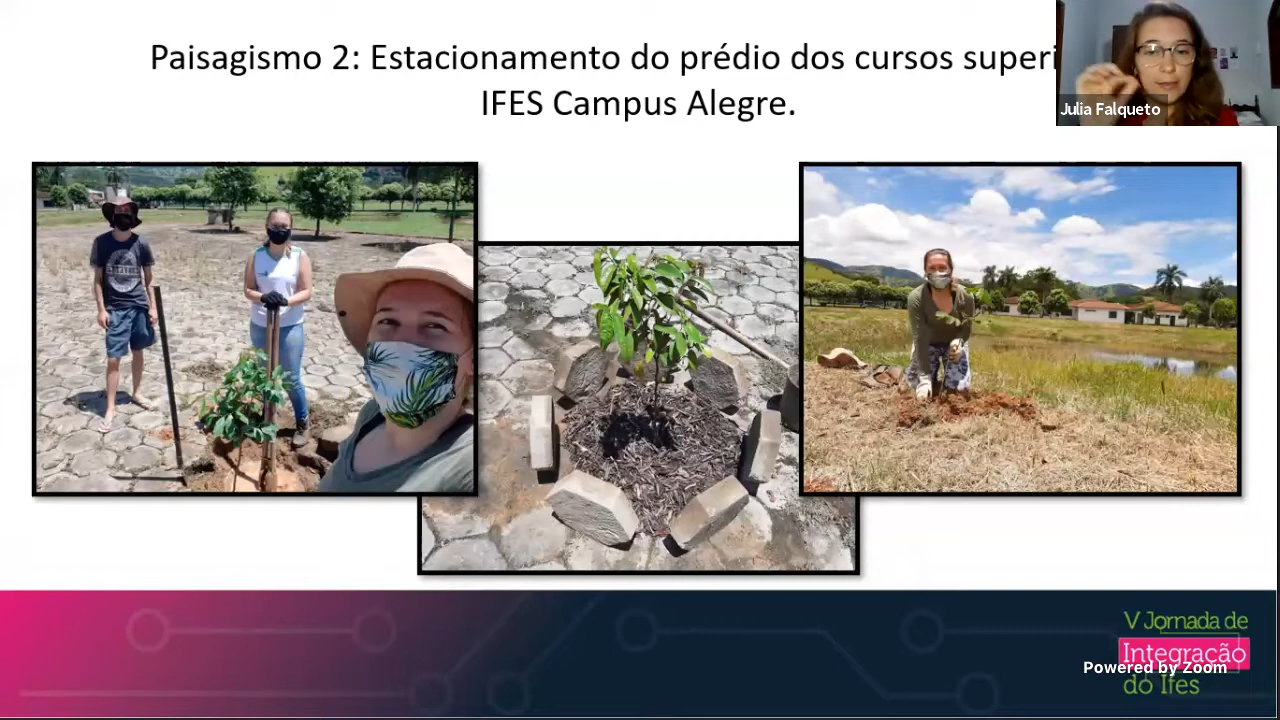 Paisagismo 2: Estacionamento do prédio dos cursos superi
IFES Campus Alegre.
Julia Falqueto
V Jornada de
Integração
Powered by Zoom
do Ifes